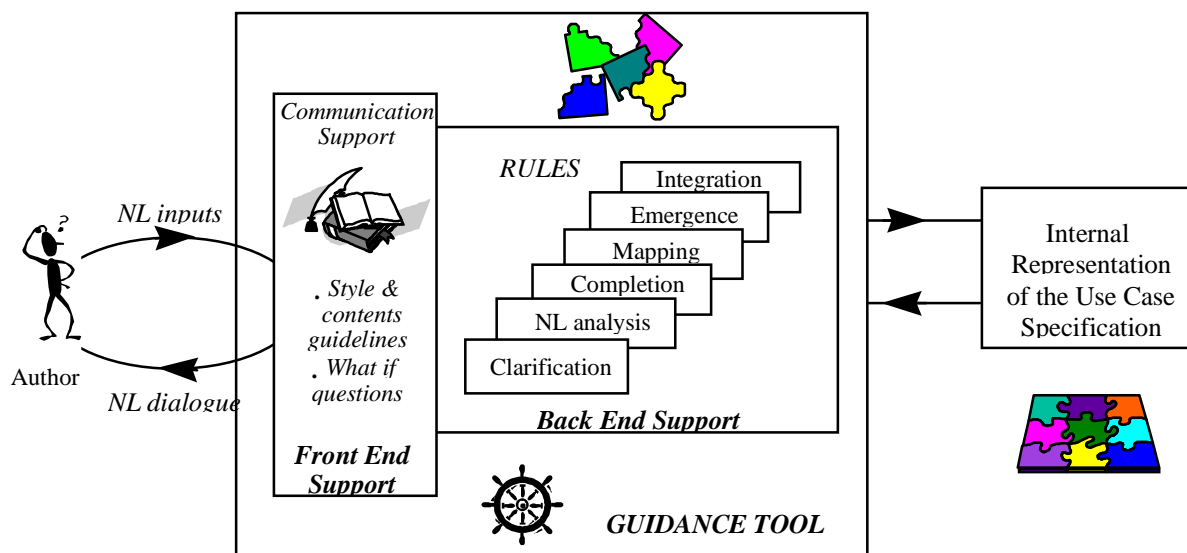 Communication
Support
NL inputs
?
Author
NL dialogue
. Style &
contents
guidelines
. What if
questions
Front End
Support
RULES
Integration
Emergence
Mapping
Completion
NL analysis
Clarification
Back End Support
GUIDANCE TOOL
Internal
Representation
of the Use Case
Specification